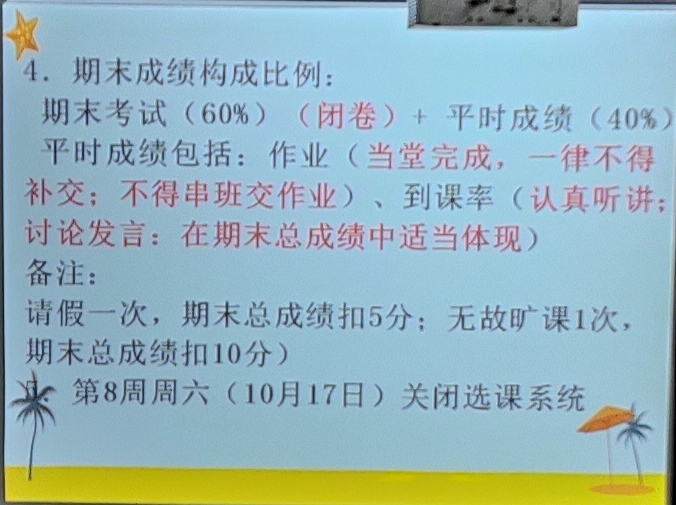 4. 期末成绩构成比例：
期末考试（60%）（闭卷）+ 平时成绩（40%）
平时成绩包括：作业（当堂完成，一律不得
补交；不得串班交作业）、到课率（认真听讲；
讨论发言：在期末总成绩中适当体现）
备注：
请假一次，期末总成绩扣5分；无故旷课1次，
期末总成绩扣10分）
第8周周六（10月17日）关闭选课系统